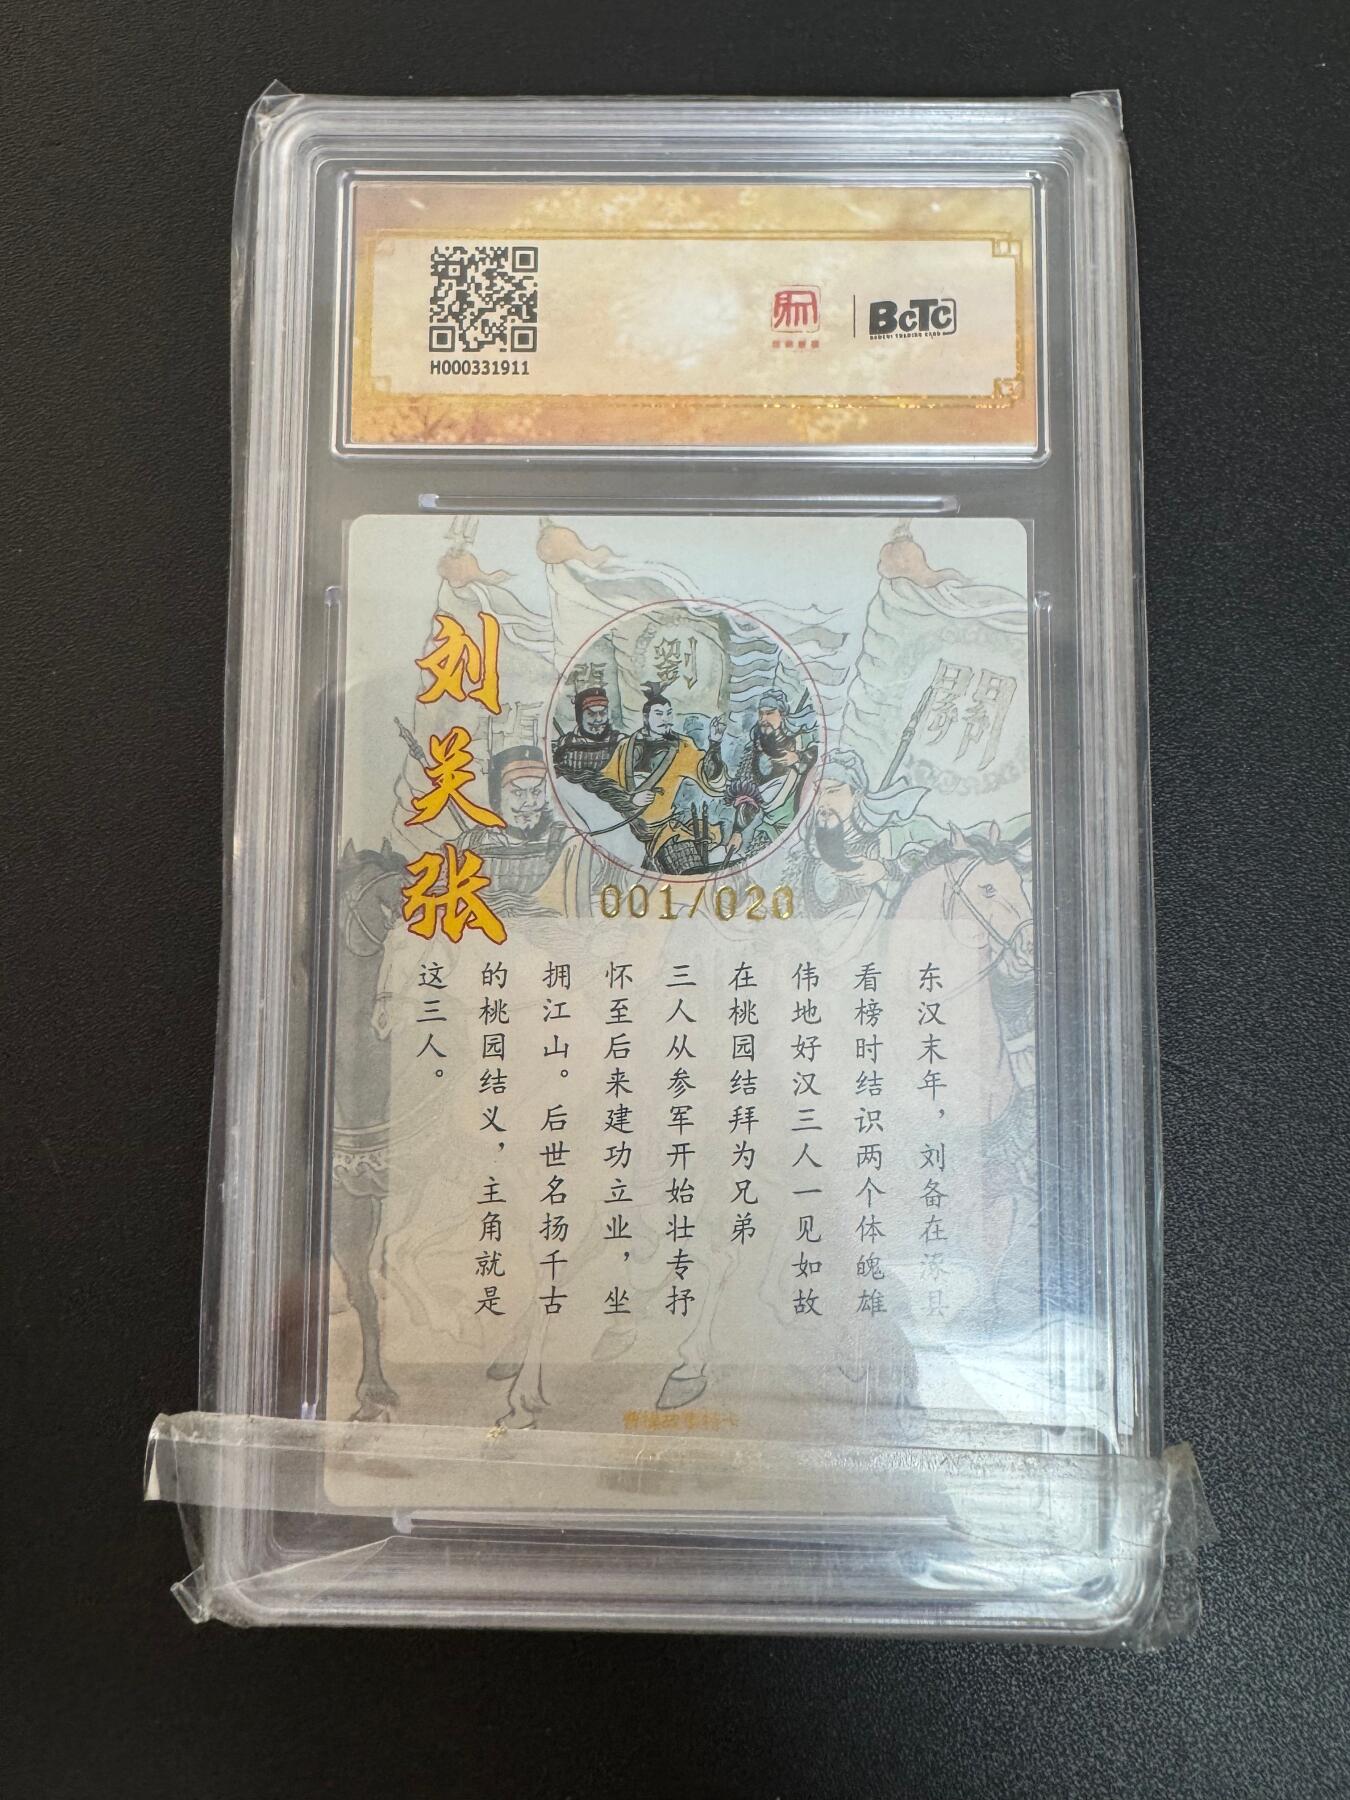 H000331911
BCTC
刘关张
張
劉
張
關
001/020
东汉末年，刘备在涿县
看榜时结识两个体魄雄
伟地好汉三人一见如故
在桃园结拜为兄弟
三人从参军开始壮专抒
怀至后来建功立业，坐
拥江山。后世名扬千古
的桃园结义，主角就是
这三人。